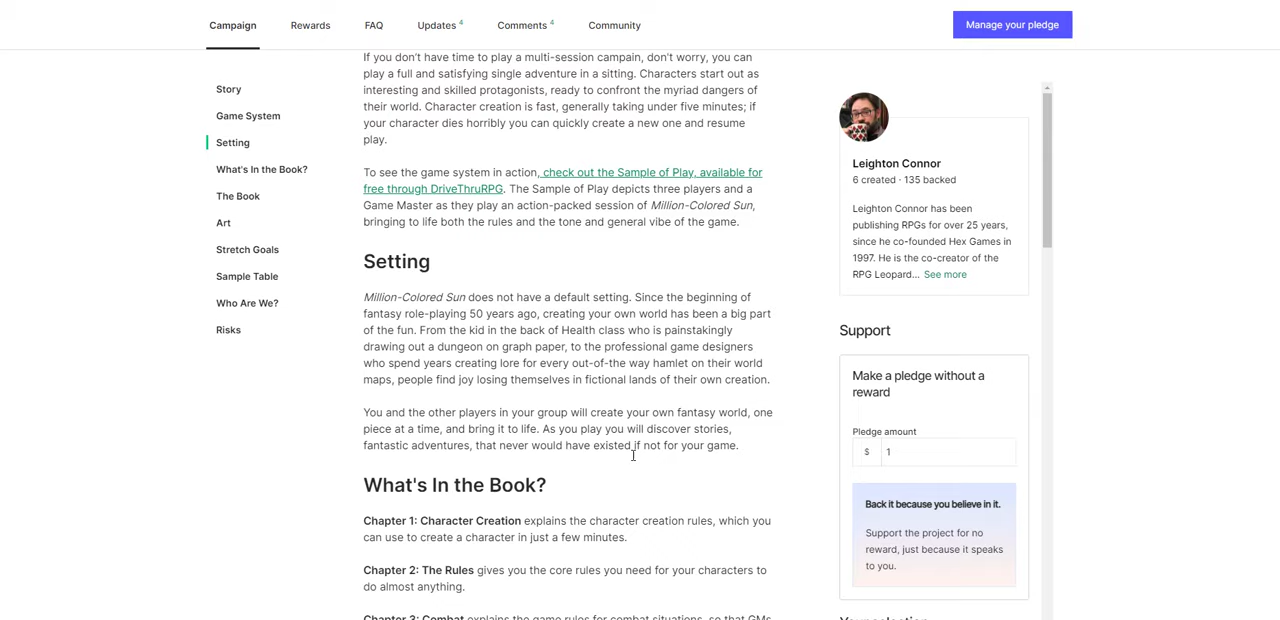 Campaign
Rewards
FAQ
Updates 4
Comments 4
Community
Manage your pledge
Story
Game System
Setting
What's In the Book?
The Book
Art
Stretch Goals
Sample Table
Who Are We?
Risks
If you don't have time to play a multi-session campaign, don't worry, you can
play a full and satisfying single adventure in a sitting. Characters start out as
interesting and skilled protagonists, ready to confront the myriad dangers of
their world. Character creation is fast, generally taking under five minutes; if
your character dies horribly you can quickly create a new one and resume
play.
To see the game system in action, check out the Sample of Play, available for
free through DriveThruRPG. The Sample of Play depicts three players and a
Game Master as they play an action-packed session of Million-Colored Sun,
bringing to life both the rules and the tone and general vibe of the game.
Setting
Million-Colored Sun does not have a default setting. Since the beginning of
fantasy role-playing 50 years ago, creating your own world has been a big part
of the fun. From the kid in the back of Health class who is painstakingly
drawing out a dungeon on graph paper, to the professional game designers
who spend years creating lore for every out-of-the way hamlet on their world
maps, people find joy losing themselves in fictional lands of their own creation.
You and the other players in your group will create your own fantasy world, one
piece at a time, and bring it to life. As you play you will discover stories,
fantastic adventures, that never would have existed if not for your game.
What's In the Book?
Chapter 1: Character Creation explains the character creation rules, which you
can use to create a character in just a few minutes.
Chapter 2: The Rules gives you the core rules you need for your characters to
do almost anything.
Chapter 3: Combat explains the game rules for combat situations, so that GMs
Leighton Connor
6 created · 135 backed
Leighton Connor has been
publishing RPGs for over 25 years,
since he co-founded Hex Games in
1997. He is the co-creator of the
RPG Leopard... See more
Support
Make a pledge without a
reward
Pledge amount
$ 1
Back it because you believe in it.
Support the project for no
reward, just because it speaks
to you.
Your selection